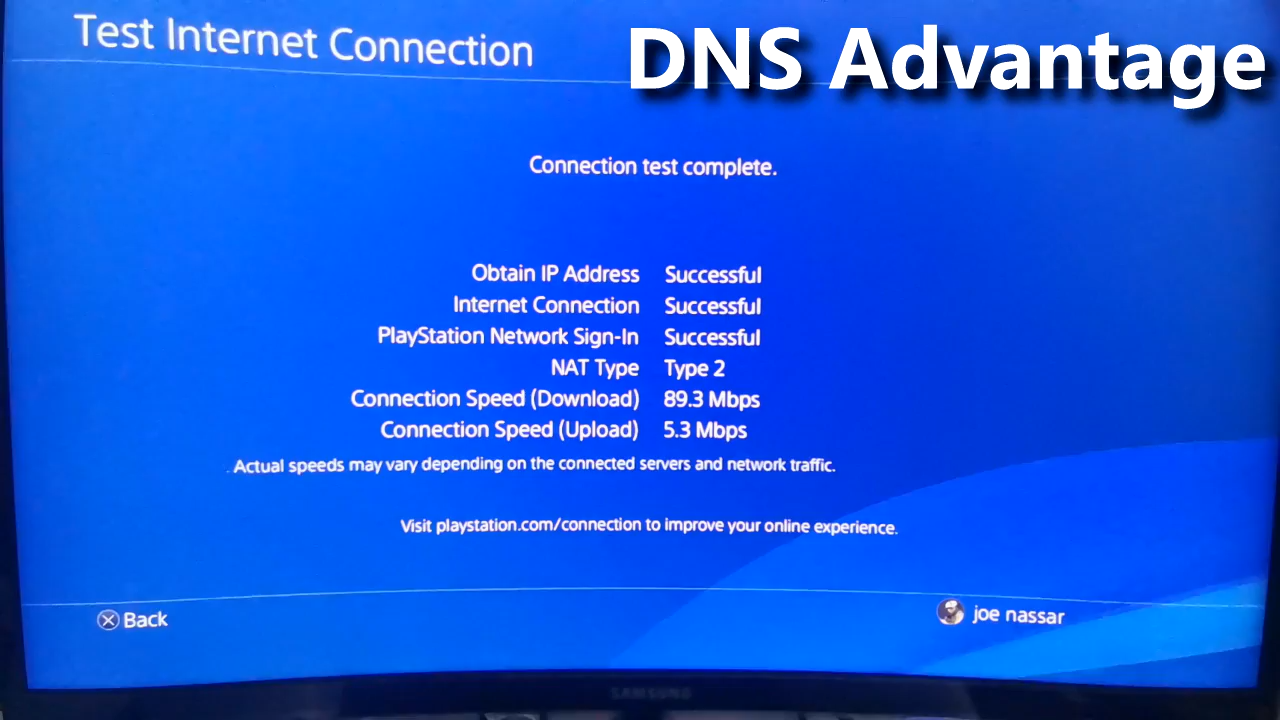 Test Internet Connection
DNS Advantage
Connection test complete.
Obtain IP Address Successful
Internet Connection Successful
PlayStation Network Sign-In Successful
NAT Type Type 2
Connection Speed (Download) 89.3 Mbps
Connection Speed (Upload) 5.3 Mbps
Actual speeds may vary depending on the connected servers and network traffic.
Visit playstation.com/connection to improve your online experience.
Back
joe nassar
SAMSUNG